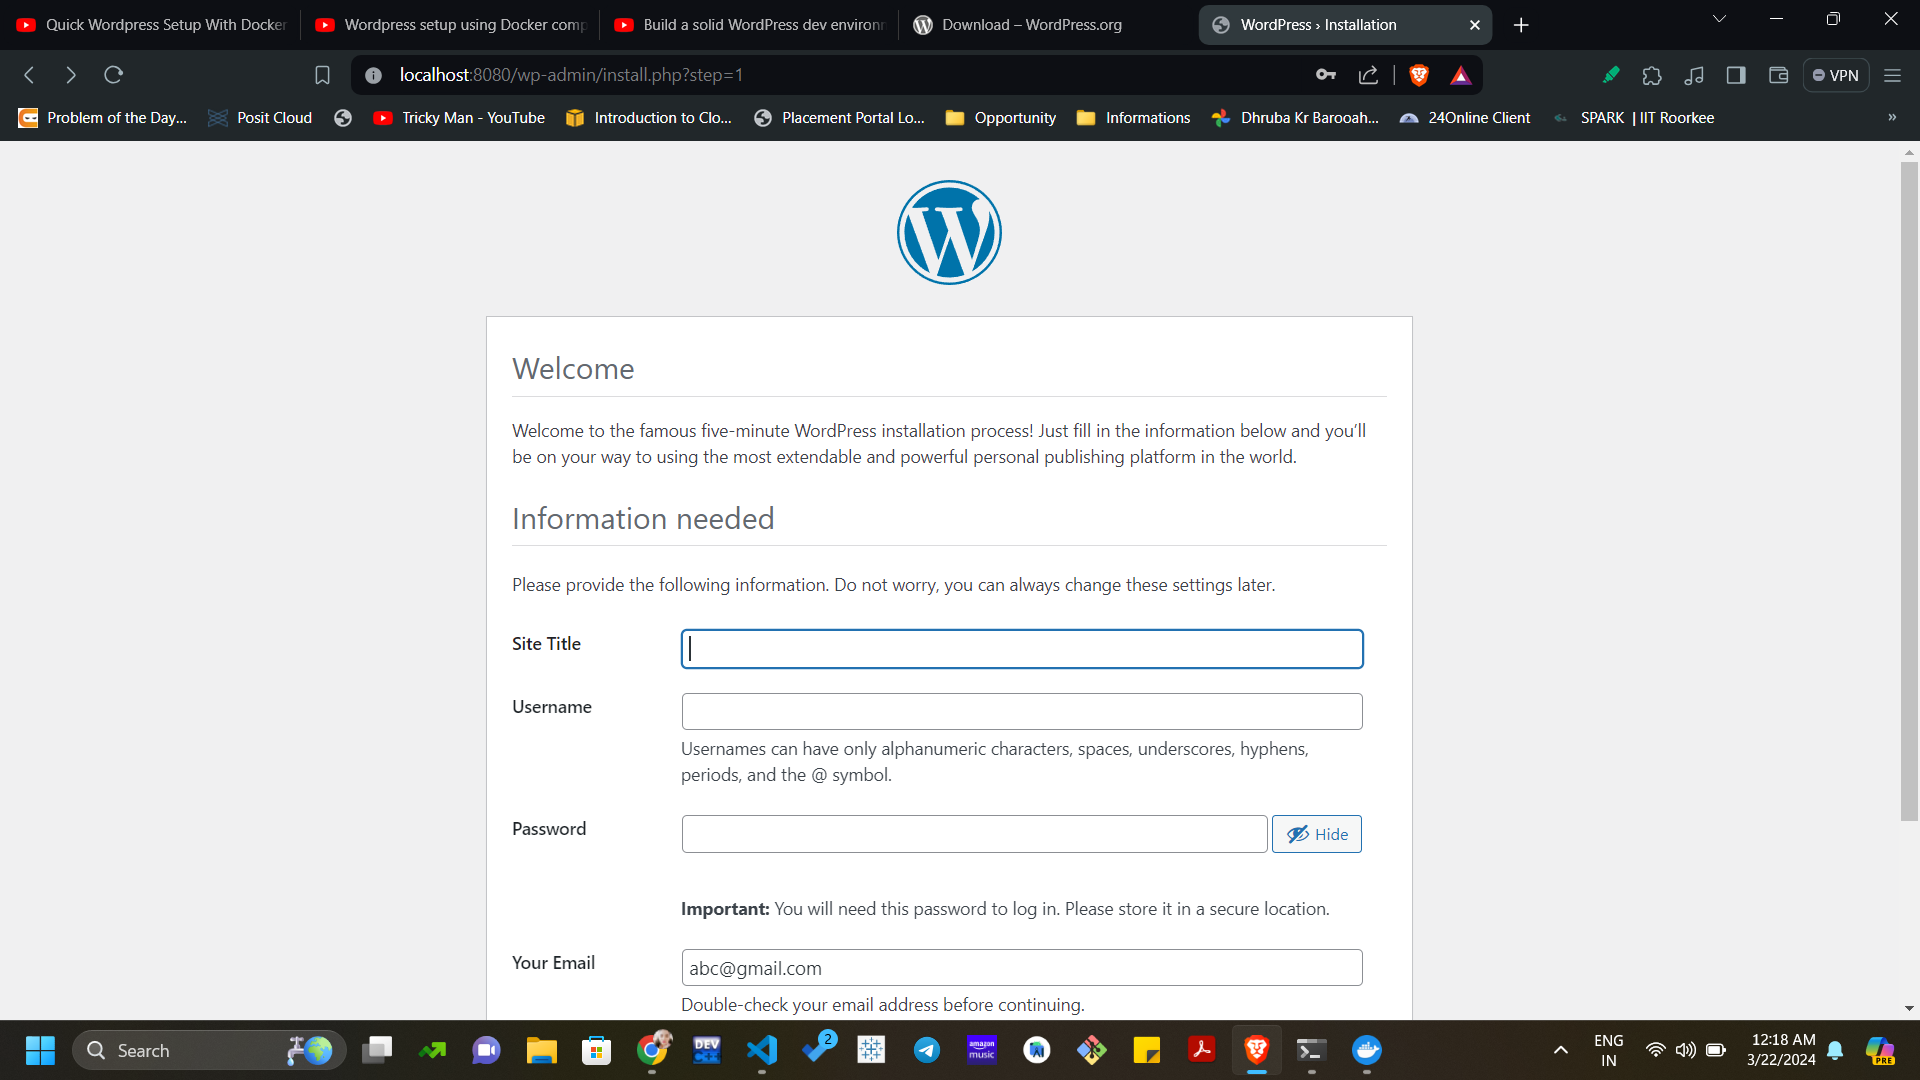 Quick Wordpress Setup With Docker
Wordpress setup using Docker comp
Build a solid WordPress dev environm
Download – WordPress.org
WordPress › Installation
localhost:8080/wp-admin/install.php?step=1
VPN
Problem of the Day...
Posit Cloud
Tricky Man - YouTube
Introduction to Clo...
Placement Portal Lo...
Opportunity
Informations
Dhruba Kr Barooah...
24Online Client
SPARK | IIT Roorkee
»
Welcome
Welcome to the famous five-minute WordPress installation process! Just fill in the information below and you’ll
be on your way to using the most extendable and powerful personal publishing platform in the world.
Information needed
Please provide the following information. Do not worry, you can always change these settings later.
Site Title
Username
Usernames can have only alphanumeric characters, spaces, underscores, hyphens,
periods, and the @ symbol.
Password
Hide
Important: You will need this password to log in. Please store it in a secure location.
Your Email
abc@gmail.com
Double-check your email address before continuing.
Search
DEV
C++
2
amazon
music
ENG
IN
12:18 AM
3/22/2024
PRE